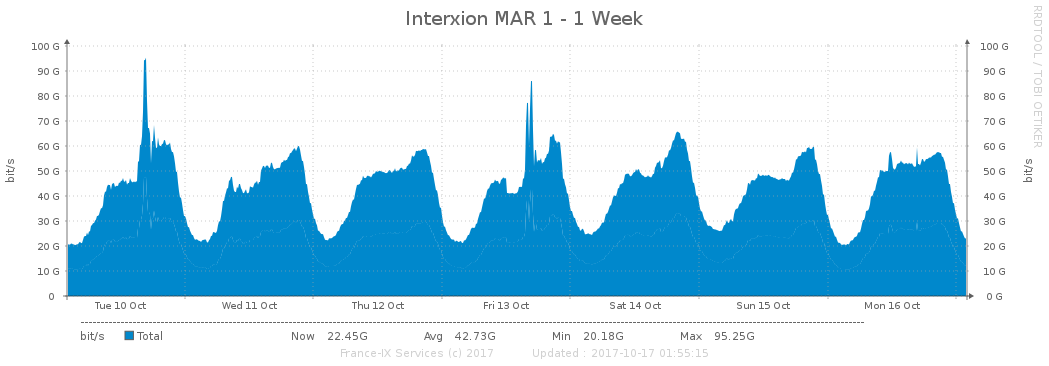 Interxion MAR 1 - 1 Week
RRDTOOL / TOBI OETIKER
bit/s
bit/s
100 G 100 G
90 G 90 G
80 G 80 G
70 G 70 G
60 G 60 G
50 G 50 G
40 G 40 G
30 G 30 G
20 G 20 G
10 G 10 G
0 0 G
Tue 10 Oct Wed 11 Oct Thu 12 Oct Fri 13 Oct Sat 14 Oct Sun 15 Oct Mon 16 Oct
bit/s Total Now 22.45G Avg 42.73G Min 20.18G Max 95.25G
France-IX Services (c) 2017 Updated : 2017-10-17 01:55:15